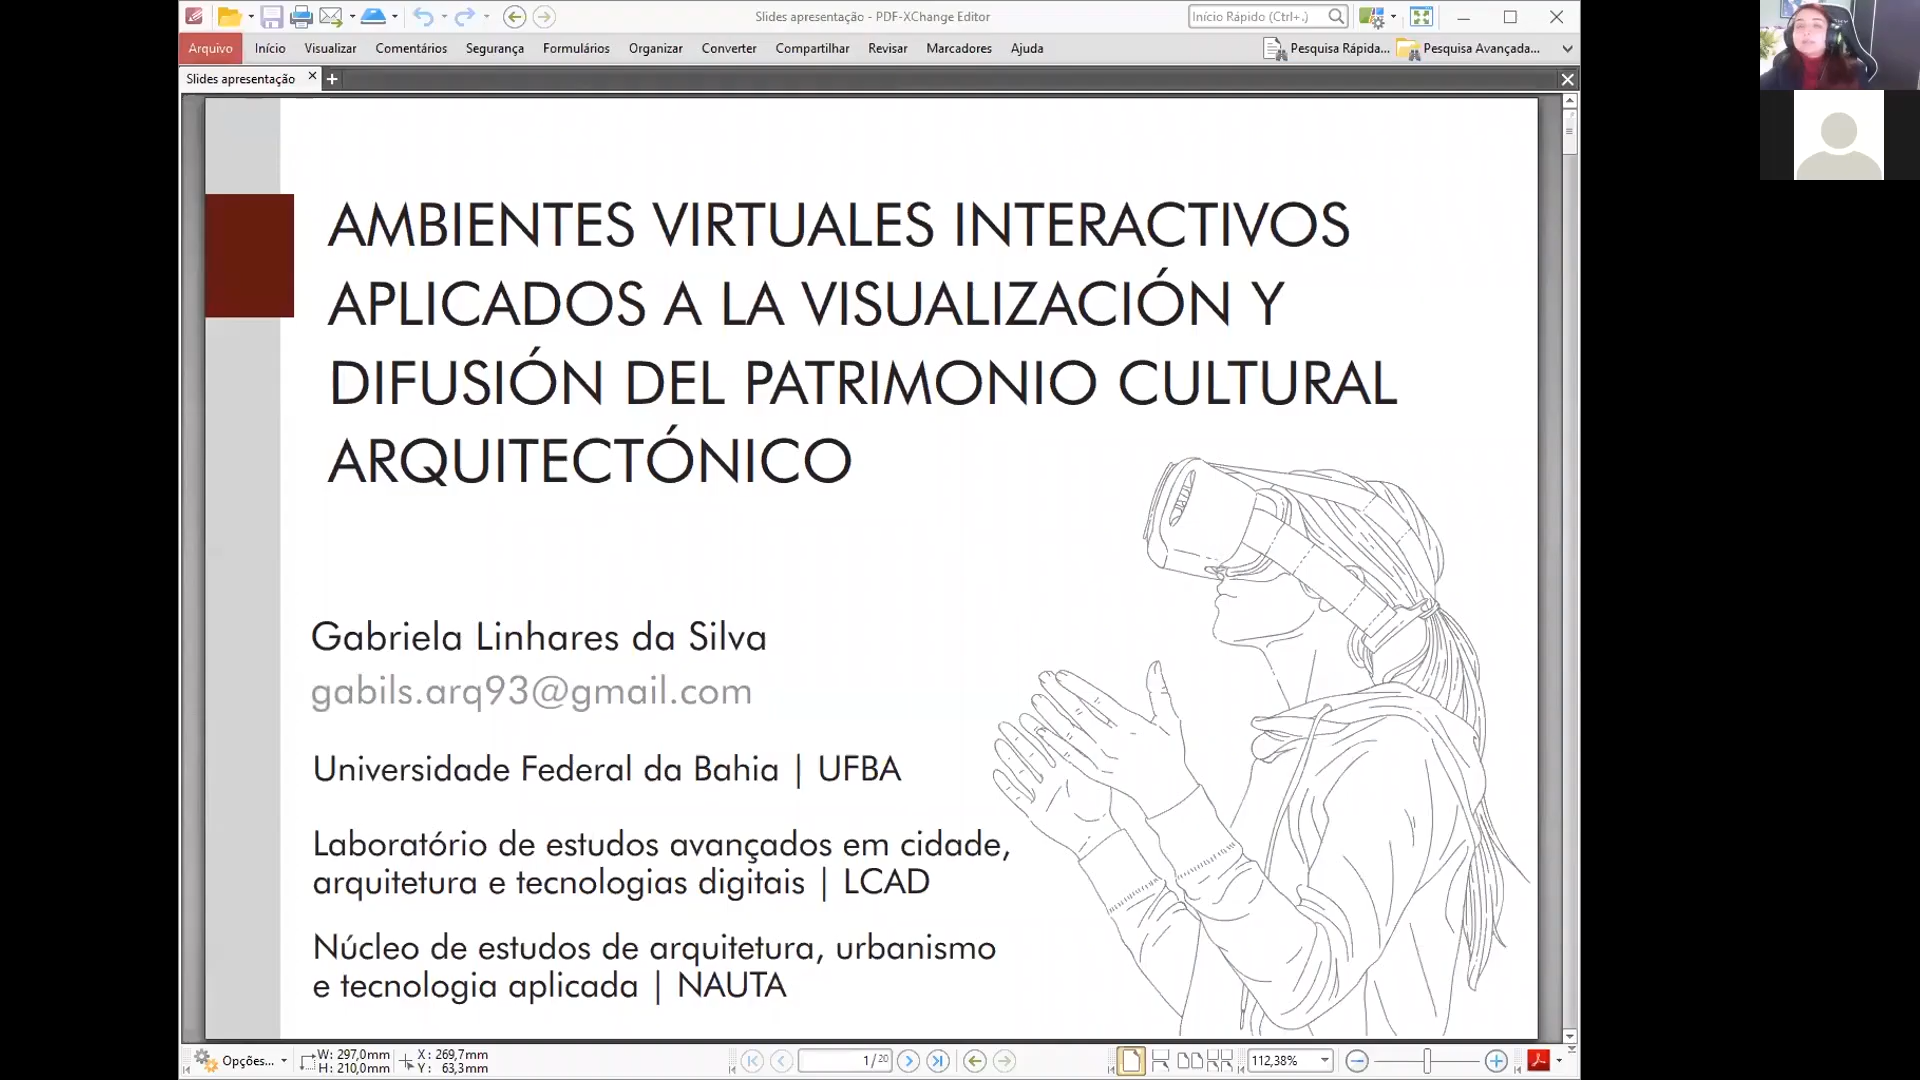 Slides apresentação - PDF-XChange Editor
Início Rápido (Ctrl+.)
Arquivo Início Visualizar Comentários Segurança Formulários Organizar Converter Compartilhar Revisar Marcadores Ajuda Pesquisa Rápida... Pesquisa Avançada...
Slides apresentação
AMBIENTES VIRTUALES INTERACTIVOS
APLICADOS A LA VISUALIZACIÓN Y
DIFUSIÓN DEL PATRIMONIO CULTURAL
ARQUITECTÓNICO
Gabriela Linhares da Silva
gabils.arq93@gmail.com
Universidade Federal da Bahia | UFBA
Laboratório de estudos avançados em cidade,
arquitetura e tecnologias digitais | LCAD
Núcleo de estudos de arquitetura, urbanismo
e tecnologia aplicada | NAUTA
Opções... W: 297,0mm X: 269,7mm 1/20 112,38%
H: 210,0mm Y: 63,3mm